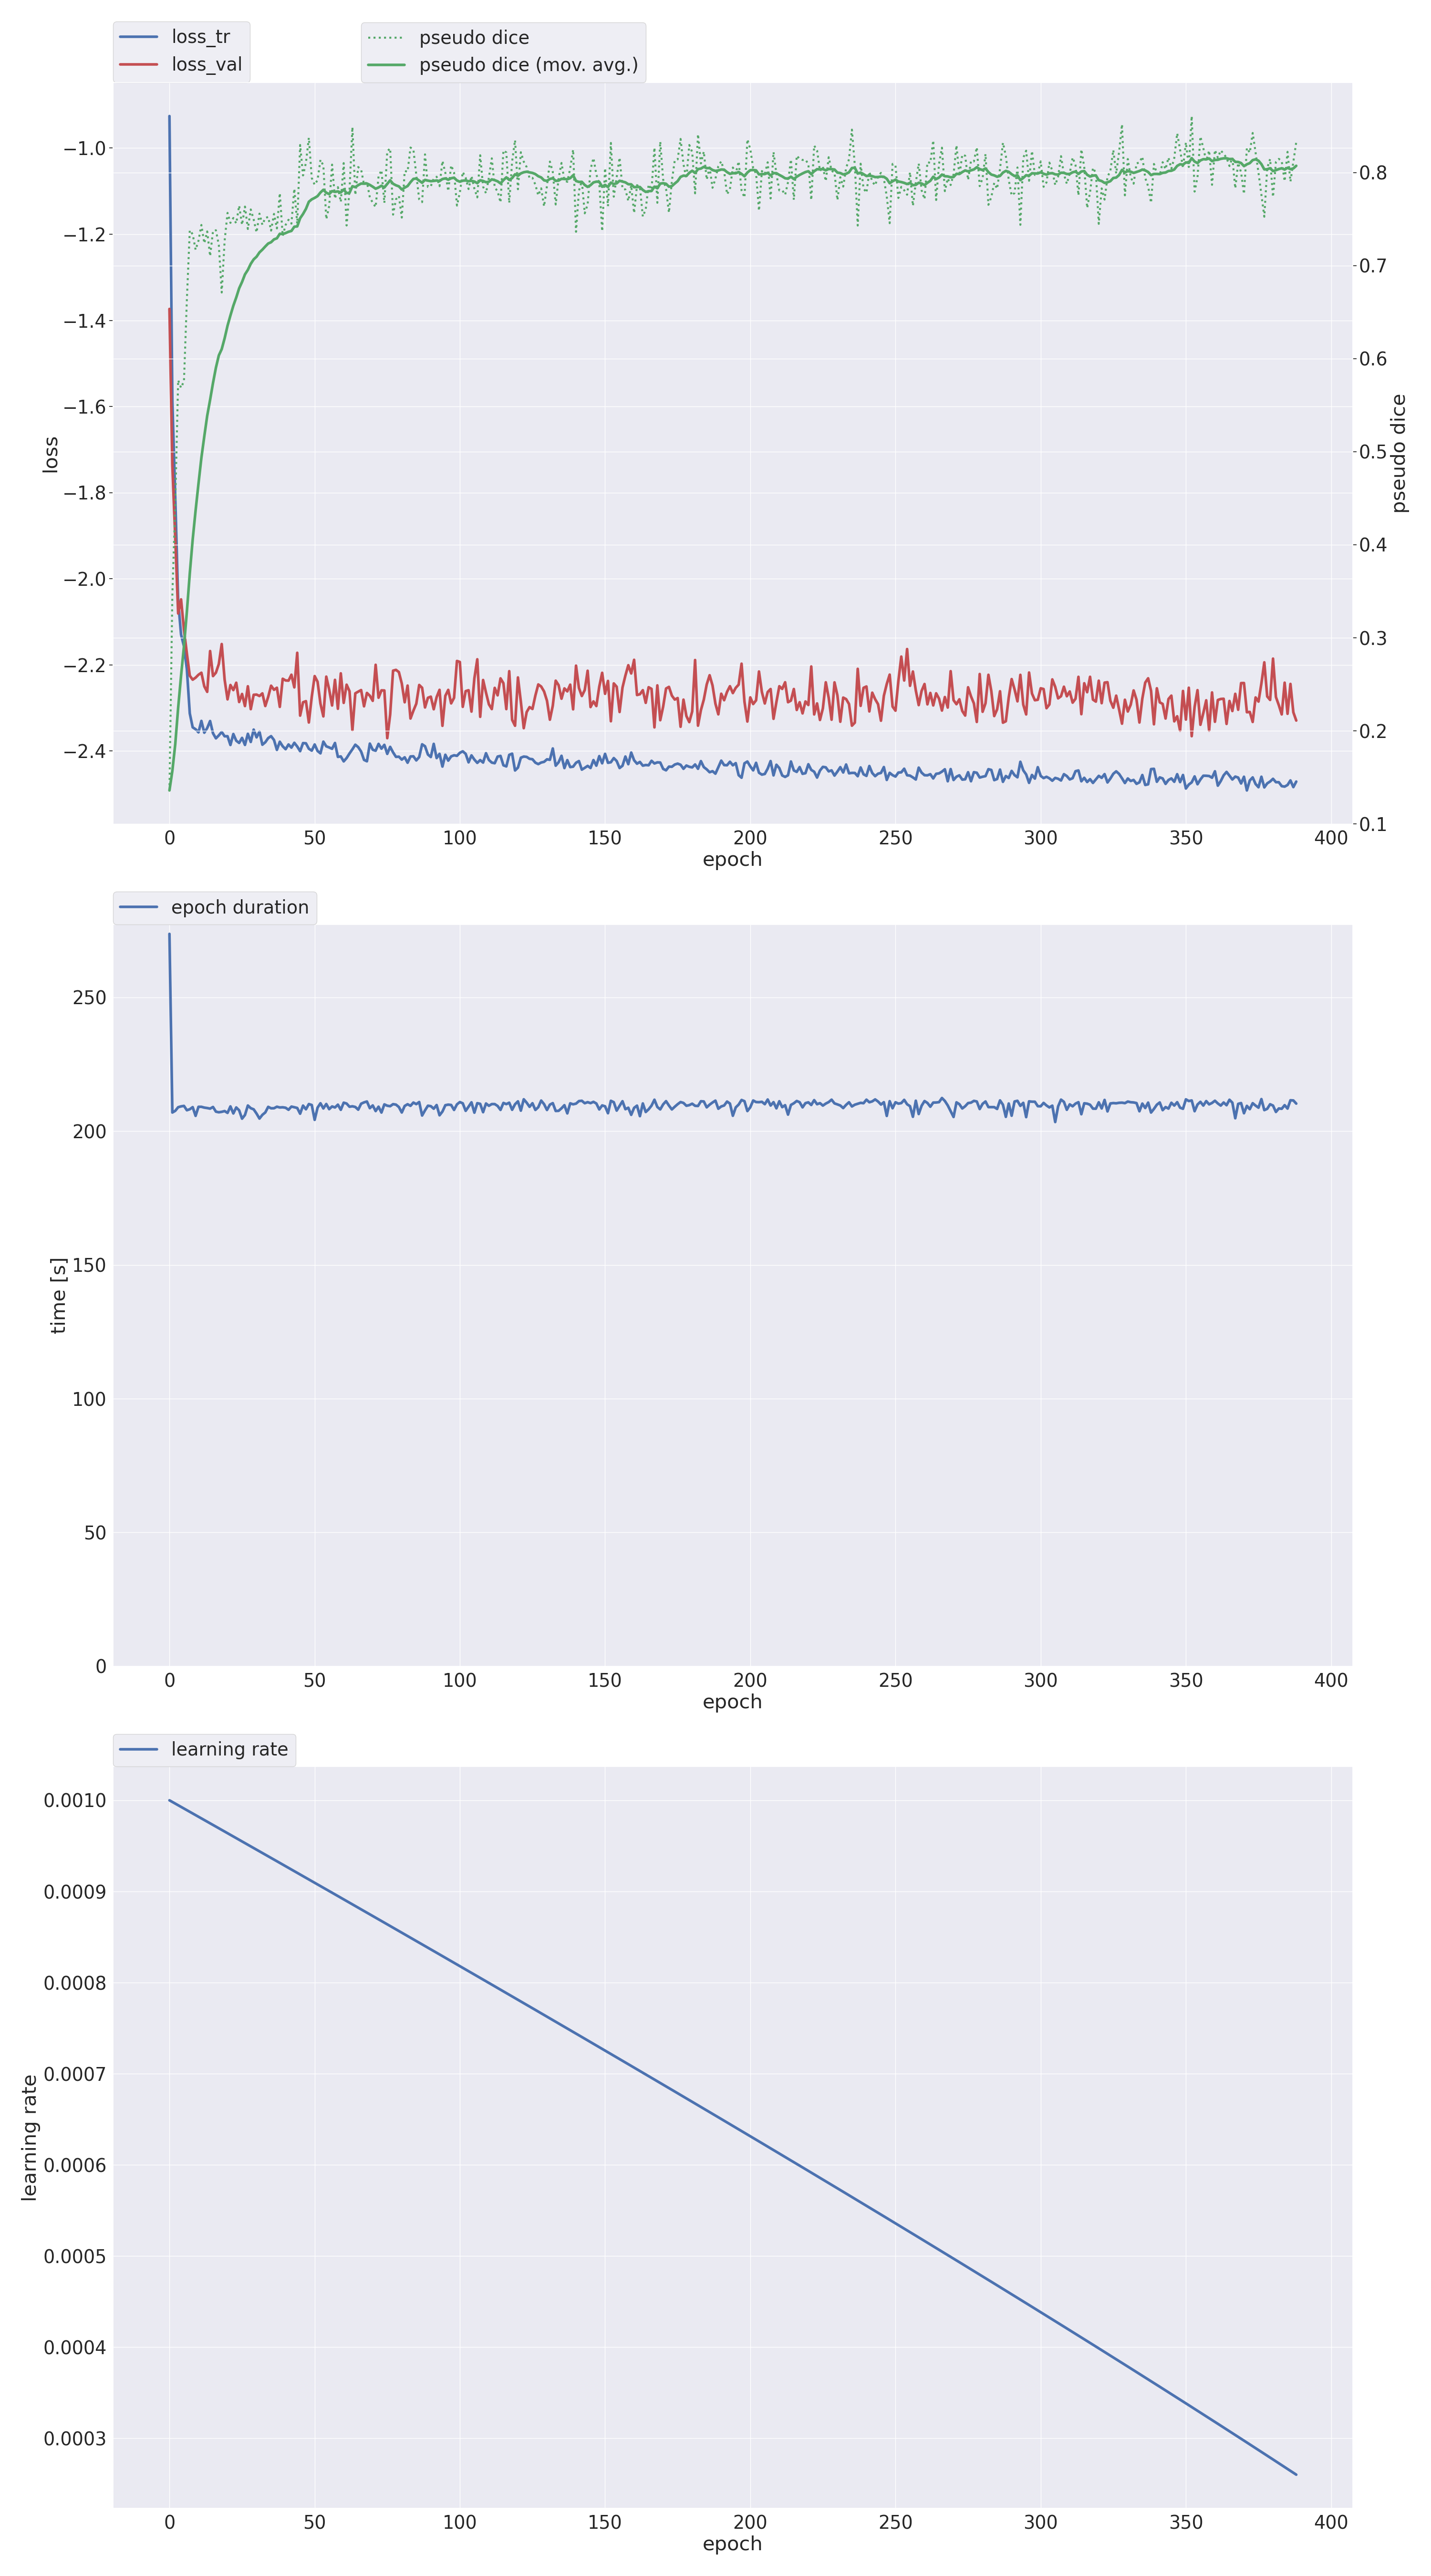 loss_tr
loss_val
pseudo dice
pseudo dice (mov. avg.)
−1.0
−1.2
−1.4
−1.6
−1.8
−2.0
−2.2
−2.4
loss
0.8
0.7
0.6
0.5
0.4
0.3
0.2
0.1
pseudo dice
0 50 100 150 200 250 300 350 400
epoch
epoch duration
250
200
150
100
50
0
time [s]
0 50 100 150 200 250 300 350 400
epoch
learning rate
0.0010
0.0009
0.0008
0.0007
0.0006
0.0005
0.0004
0.0003
learning rate
0 50 100 150 200 250 300 350 400
epoch